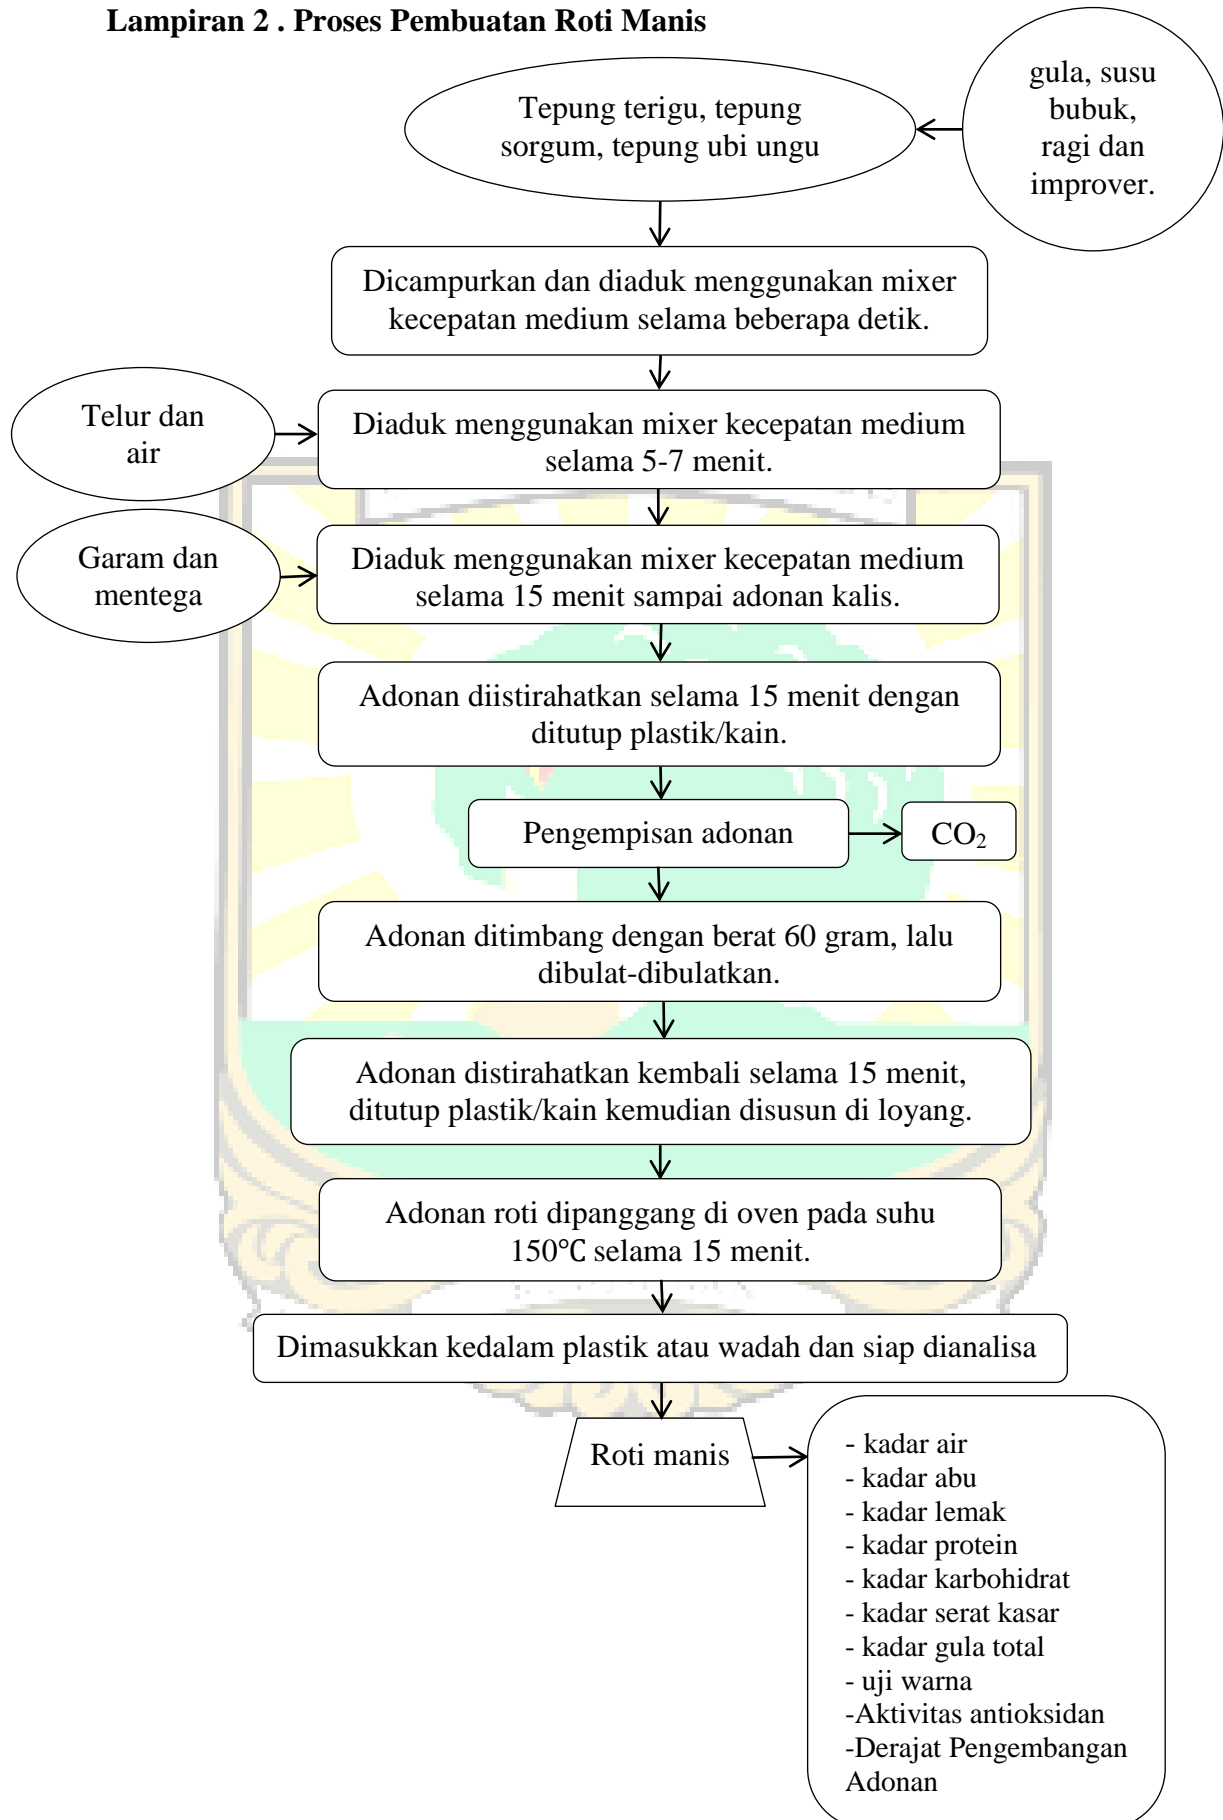 Lampiran 2 . Proses Pembuatan Roti Manis
Tepung terigu, tepung
sorgum, tepung ubi ungu
gula, susu
bubuk,
ragi dan
improver.
Dicampurkan dan diaduk menggunakan mixer
kecepatan medium selama beberapa detik.
Telur dan
air
Diaduk menggunakan mixer kecepatan medium
selama 5-7 menit.
Garam dan
mentega
Diaduk menggunakan mixer kecepatan medium
selama 15 menit sampai adonan kalis.
Adonan diistirahatkan selama 15 menit dengan
ditutup plastik/kain.
Pengempisan adonan
CO₂
Adonan ditimbang dengan berat 60 gram, lalu
dibulat-dibulatkan.
Adonan distirahatkan kembali selama 15 menit,
ditutup plastik/kain kemudian disusun di loyang.
Adonan roti dipanggang di oven pada suhu
150℃ selama 15 menit.
Dimasukkan kedalam plastik atau wadah dan siap dianalisa
Roti manis
- kadar air
- kadar abu
- kadar lemak
- kadar protein
- kadar karbohidrat
- kadar serat kasar
- kadar gula total
- uji warna
-Aktivitas antioksidan
-Derajat Pengembangan
Adonan